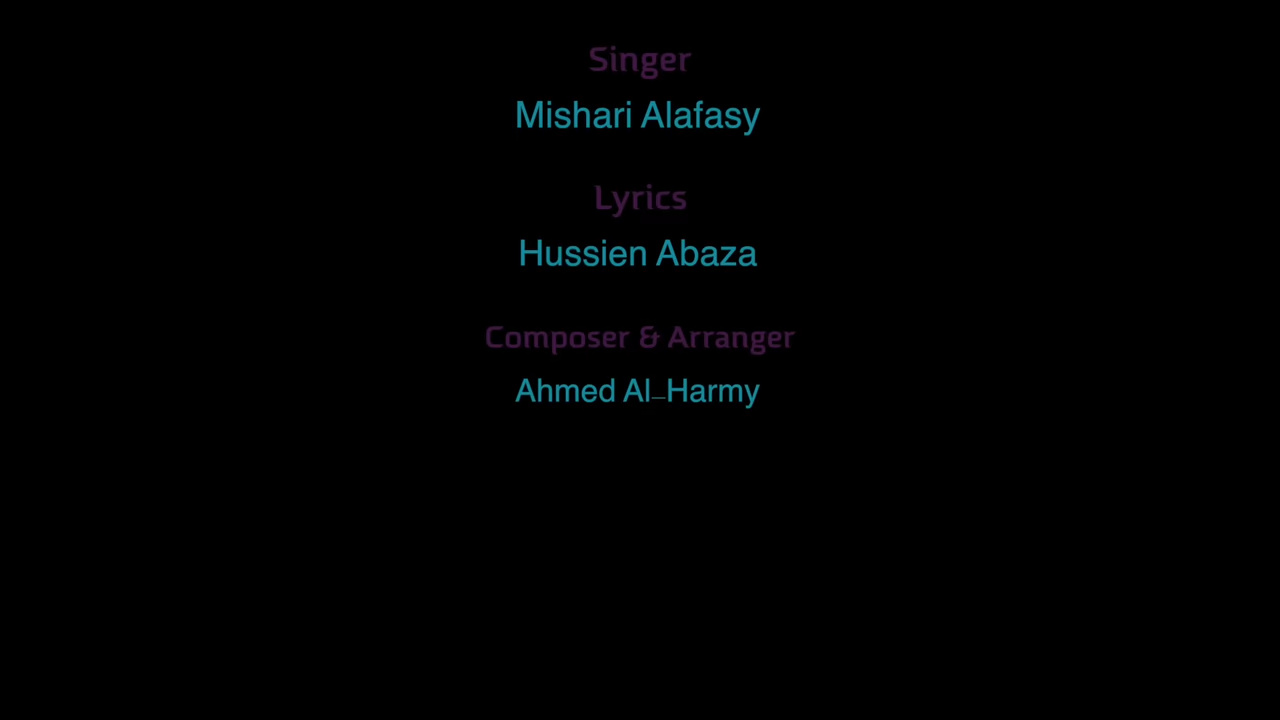 Singer
Mishari Alafasy
Lyrics
Hussien Abaza
Composer & Arranger
Ahmed Al_Harmy